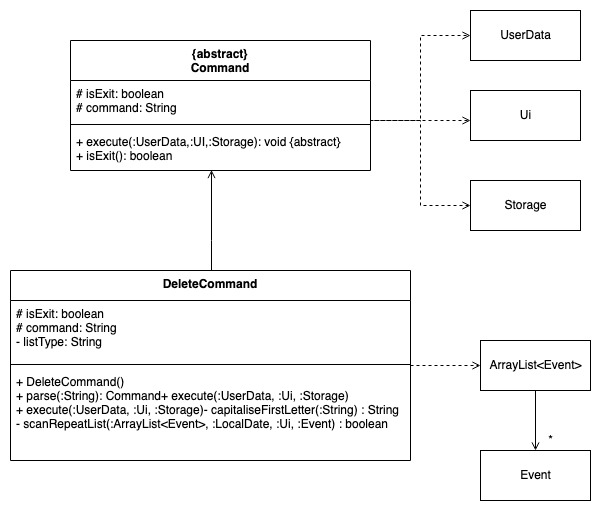 {abstract}
Command
# isExit: boolean
# command: String
+ execute(:UserData,:UI,:Storage): void {abstract}
+ isExit(): boolean
UserData
Ui
Storage
DeleteCommand
# isExit: boolean
# command: String
- listType: String
+ DeleteCommand()
+ parse(:String): Command+ execute(:UserData, :Ui, :Storage)
+ execute(:UserData, :Ui, :Storage)- capitaliseFirstLetter(:String) : String
- scanRepeatList(:ArrayList<Event>, :LocalDate, :Ui, :Event) : boolean
ArrayList<Event>
*
Event